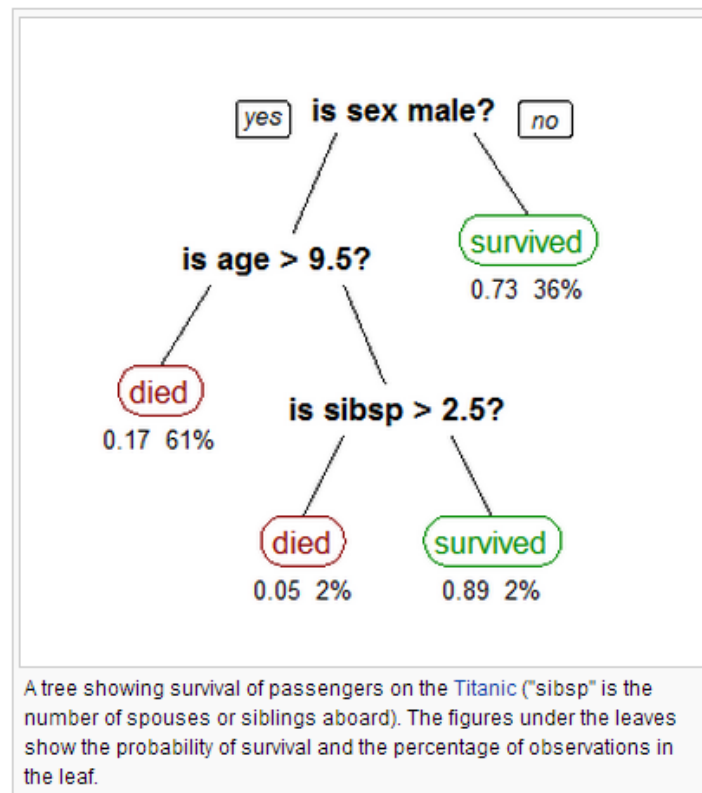 yes is sex male? no
survived
0.73 36%
is age > 9.5?
died
0.17 61%
is sibsp > 2.5?
died survived
0.05 2% 0.89 2%
A tree showing survival of passengers on the Titanic ("sibsp" is the
number of spouses or siblings aboard). The figures under the leaves
show the probability of survival and the percentage of observations in
the leaf.